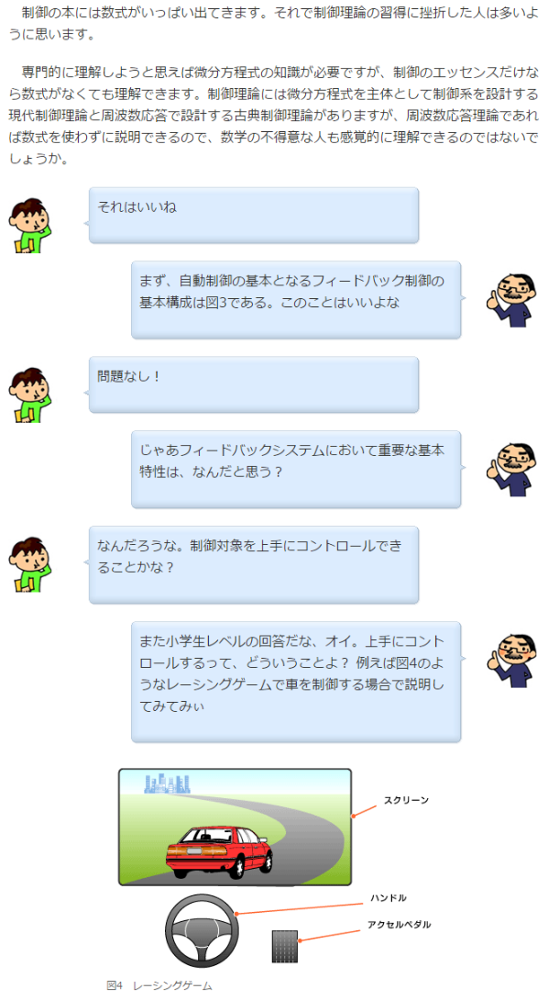 制御の本には数式がいっぱい出てきます。それで制御理論の習得に挫折した人は多いよ
うに思います。
専門的に理解しようと思えば微分方程式の知識が必要ですが、制御のエッセンスだけな
ら数式がなくても理解できます。制御理論には微分方程式を主体として制御系を設計する
現代制御理論と周波数応答で設計する古典制御理論がありますが、周波数応答理論であれ
ば数式を使わずに説明できるので、数学の不得意な人も感覚的に理解できるのではないで
しょうか。
それはいいね
まず、自動制御の基本となるフィードバック制御の
基本構成は図3である。このことはいいよな
問題なし！
じゃあフィードバックシステムにおいて重要な基本
特性は、なんだと思う？
なんだろうな。制御対象を上手にコントロールでき
ることかな？
また小学生レベルの回答だな、オイ。上手にコント
ロールするって、どういうことよ？ 例えば図4のよ
うなレーシングゲームで車を制御する場合で説明し
てみてみぃ
スクリーン
ハンドル
アクセルペダル
図4　レーシングゲーム